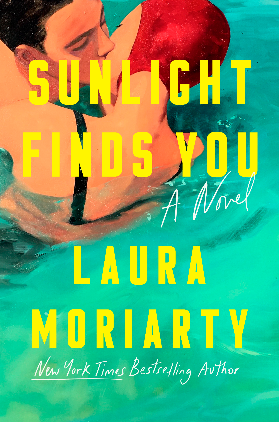 SUNLIGHT
FINDS YOU
A Novel
LAURA
MORIARTY
New York Times Bestselling Author